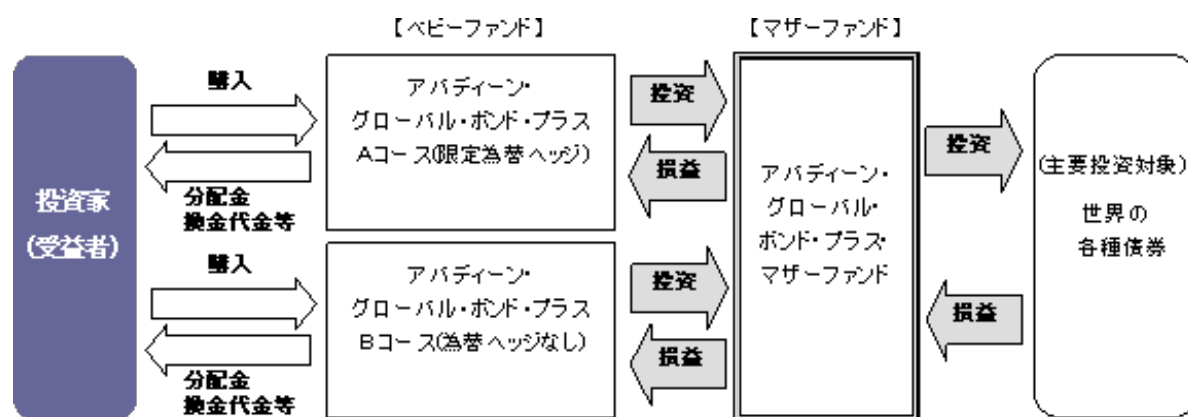 【ベビーファンド】
【マザーファンド】
投資家
(受益者)
購入
分配金
換金代金等
アバディーン・
グローバル・ボンド・プラス
Aコース(限定為替ヘッジ)
投資
損益
購入
分配金
換金代金等
アバディーン・
グローバル・ボンド・プラス
Bコース(為替ヘッジなし)
投資
損益
アバディーン・
グローバル・
ボンド・プラス・
マザーファンド
投資
損益
(主要投資対象)
世界の
各種債券